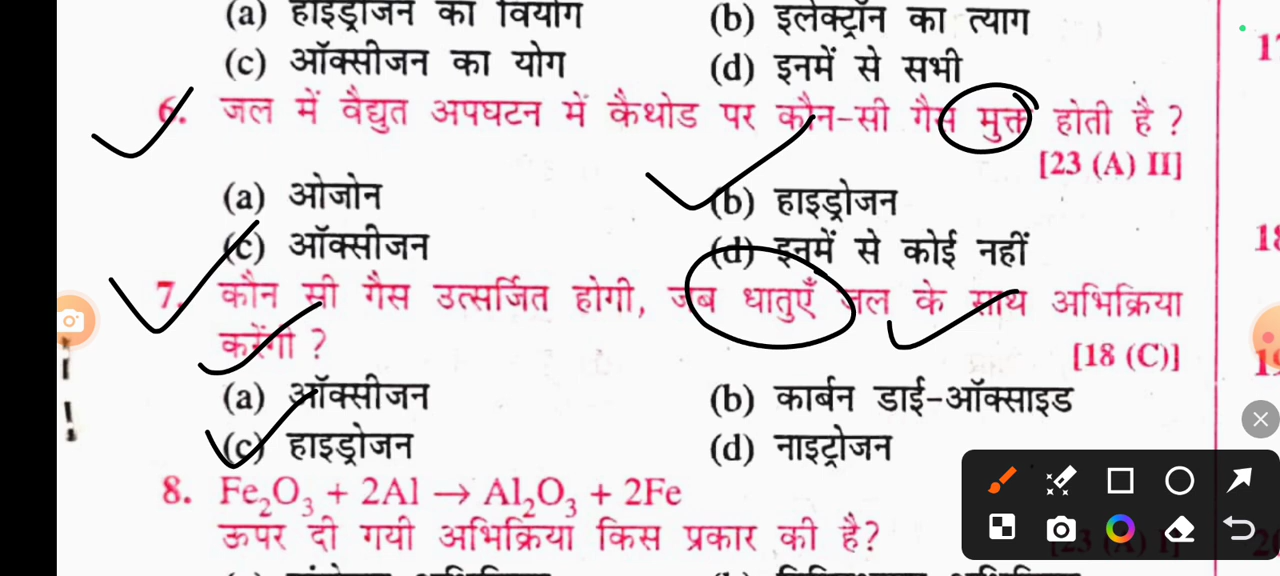 (a) हाइड्रोजन का वियोग (b) इलेक्ट्रॉन का त्याग
(c) ऑक्सीजन का योग (d) इनमें से सभी
6. जल में वैद्युत अपघटन में कैथोड पर कौन-सी गैस मुक्त होती है ?
[23 (A) II]
(a) ओजोन (b) हाइड्रोजन
(c) ऑक्सीजन (d) इनमें से कोई नहीं
7. कौन सी गैस उत्सर्जित होगी, जब धातुएँ जल के साथ अभिक्रिया
करेंगी ? [18 (C)]
(a) ऑक्सीजन (b) कार्बन डाई-ऑक्साइड
(c) हाइड्रोजन (d) नाइट्रोजन
8. Fe₂O₃ + 2Al → Al₂O₃ + 2Fe
ऊपर दी गयी अभिक्रिया किस प्रकार की है? [23 (A) I]